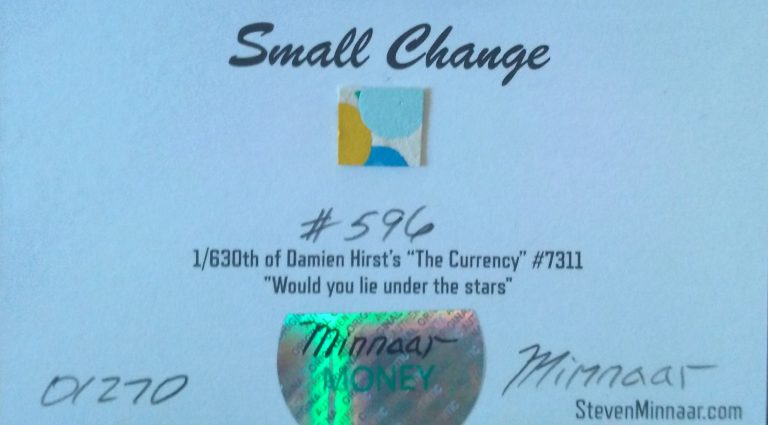 Small Change
#596
1/630th of Damien Hirst's "The Currency" #7311
"Would you lie under the stars"
Minnaar
MONEY
01270
Minnaar
StevenMinnaar.com